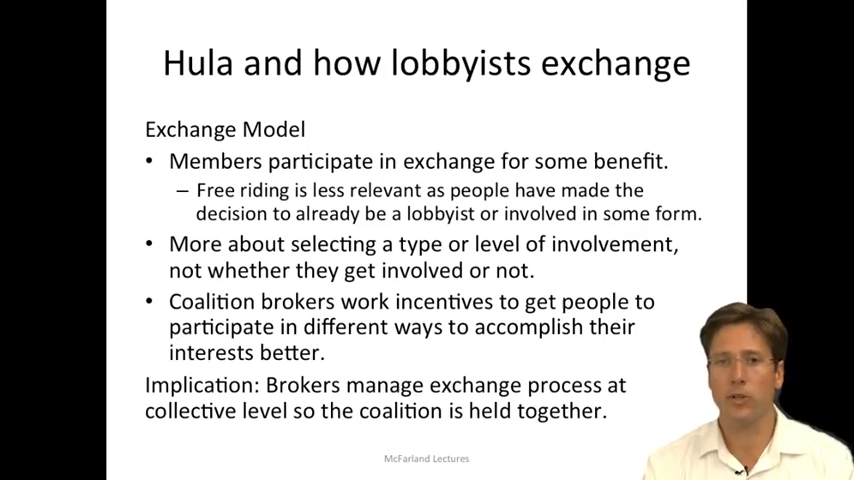 Hula and how lobbyists exchange
Exchange Model
• Members participate in exchange for some benefit.
– Free riding is less relevant as people have made the
decision to already be a lobbyist or involved in some form.
• More about selecting a type or level of involvement,
not whether they get involved or not.
• Coalition brokers work incentives to get people to
participate in different ways to accomplish their
interests better.
Implication: Brokers manage exchange process at
collective level so the coalition is held together.
McFarland Lectures